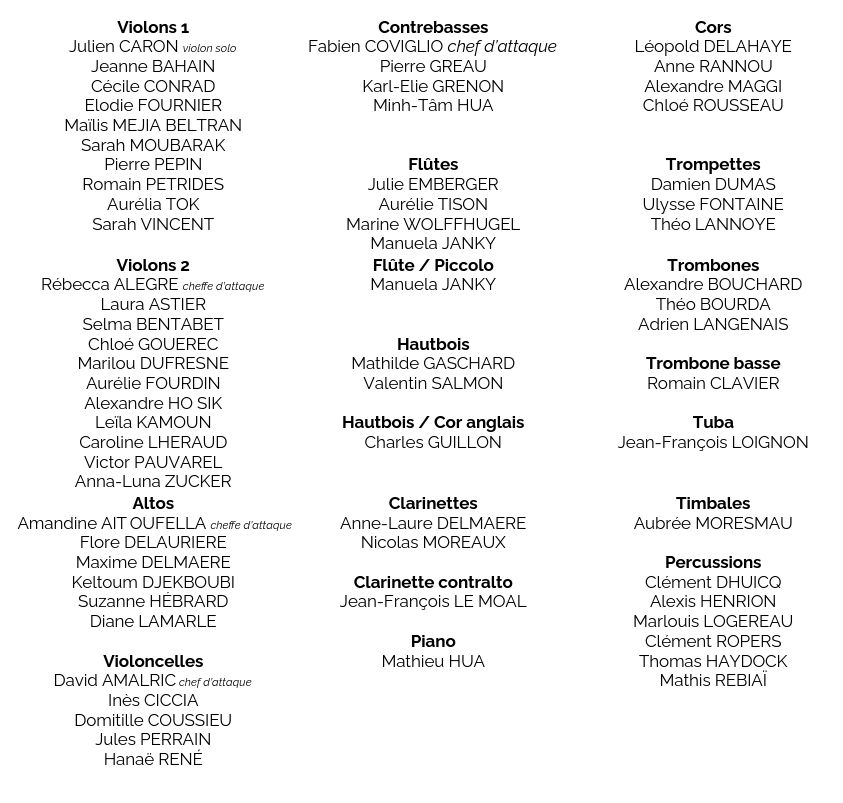 Violons 1
Julien CARON violon solo
Jeanne BAHAIN
Cécile CONRAD
Elodie FOURNIER
Maïlis MEJIA BELTRAN
Sarah MOUBARAK
Pierre PEPIN
Romain PETRIDES
Aurélia TOK
Sarah VINCENT
Violons 2
Rébecca ALEGRE cheffe d'attaque
Laura ASTIER
Selma BENTABET
Chloé GOUEREC
Marilou DUFRESNE
Aurélie FOURDIN
Alexandre HO SIK
Leïla KAMOUN
Caroline LHERAUD
Victor PAUVAREL
Anna-Luna ZUCKER
Altos
Amandine AIT OUFELLA cheffe d'attaque
Flore DELAURIERE
Maxime DELMAERE
Keltoum DJEKBOUBI
Suzanne HÉBRARD
Diane LAMARLE
Violoncelles
David AMALRIC chef d'attaque
Inès CICCIA
Domitille COUSSIEU
Jules PERRAIN
Hanaë RENÉ
Contrebasses
Fabien COVIGLIO chef d'attaque
Pierre GREAU
Karl-Elie GRENON
Minh-Tâm HUA
Flûtes
Julie EMBERGER
Aurélie TISON
Marine WOLFFHUGEL
Manuela JANKY
Flûte / Piccolo
Manuela JANKY
Hautbois
Mathilde GASCHARD
Valentin SALMON
Hautbois / Cor anglais
Charles GUILLON
Clarinettes
Anne-Laure DELMAERE
Nicolas MOREAUX
Clarinette contralto
Jean-François LE MOAL
Piano
Mathieu HUA
Cors
Léopold DELAHAYE
Anne RANNOU
Alexandre MAGGI
Chloé ROUSSEAU
Trompettes
Damien DUMAS
Ulysse FONTAINE
Théo LANNOYE
Trombones
Alexandre BOUCHARD
Théo BOURDA
Adrien LANGENAIS
Trombone basse
Romain CLAVIER
Tuba
Jean-François LOIGNON
Timbales
Aubrée MORESMAU
Percussions
Clément DHUICQ
Alexis HENRION
Marlouis LOGEREAU
Clément ROPERS
Thomas HAYDOCK
Mathis REBIAÏ